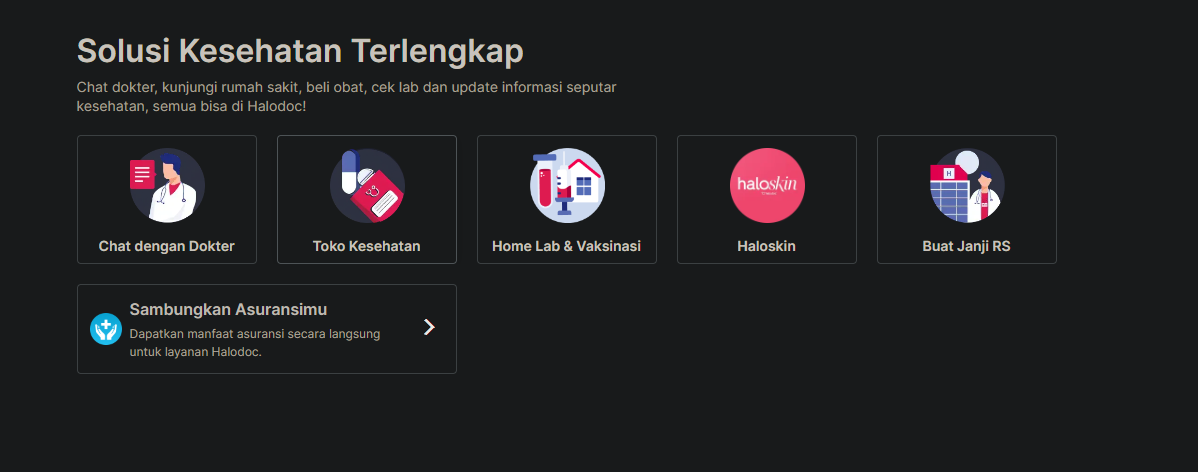 Solusi Kesehatan Terlengkap
Chat dokter, kunjungi rumah sakit, beli obat, cek lab dan update informasi seputar
kesehatan, semua bisa di Halodoc!
haloskin
H
Chat dengan Dokter
Toko Kesehatan
Home Lab & Vaksinasi
Haloskin
Buat Janji RS
Sambungkan Asuransimu
Dapatkan manfaat asuransi secara langsung
untuk layanan Halodoc.